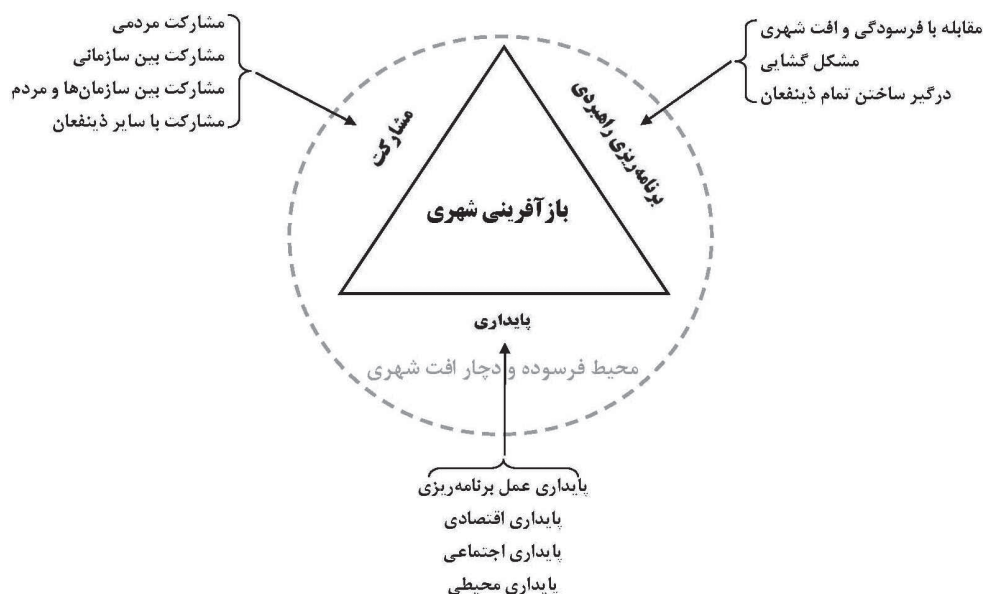 مقابله با فرسودگی و افت شهری
مشکل گشایی
درگیر ساختن تمام ذینفعان
مشارکت مردمی
مشارکت بین سازمانی
مشارکت بین سازمان‌ها و مردم
مشارکت با سایر ذینفعان
برنامه‌ریزی راهبردی
مشارکت
بازآفرینی شهری
پایداری
محیط فرسوده و دچار افت شهری
پایداری عمل برنامه‌ریزی
پایداری اقتصادی
پایداری اجتماعی
پایداری محیطی